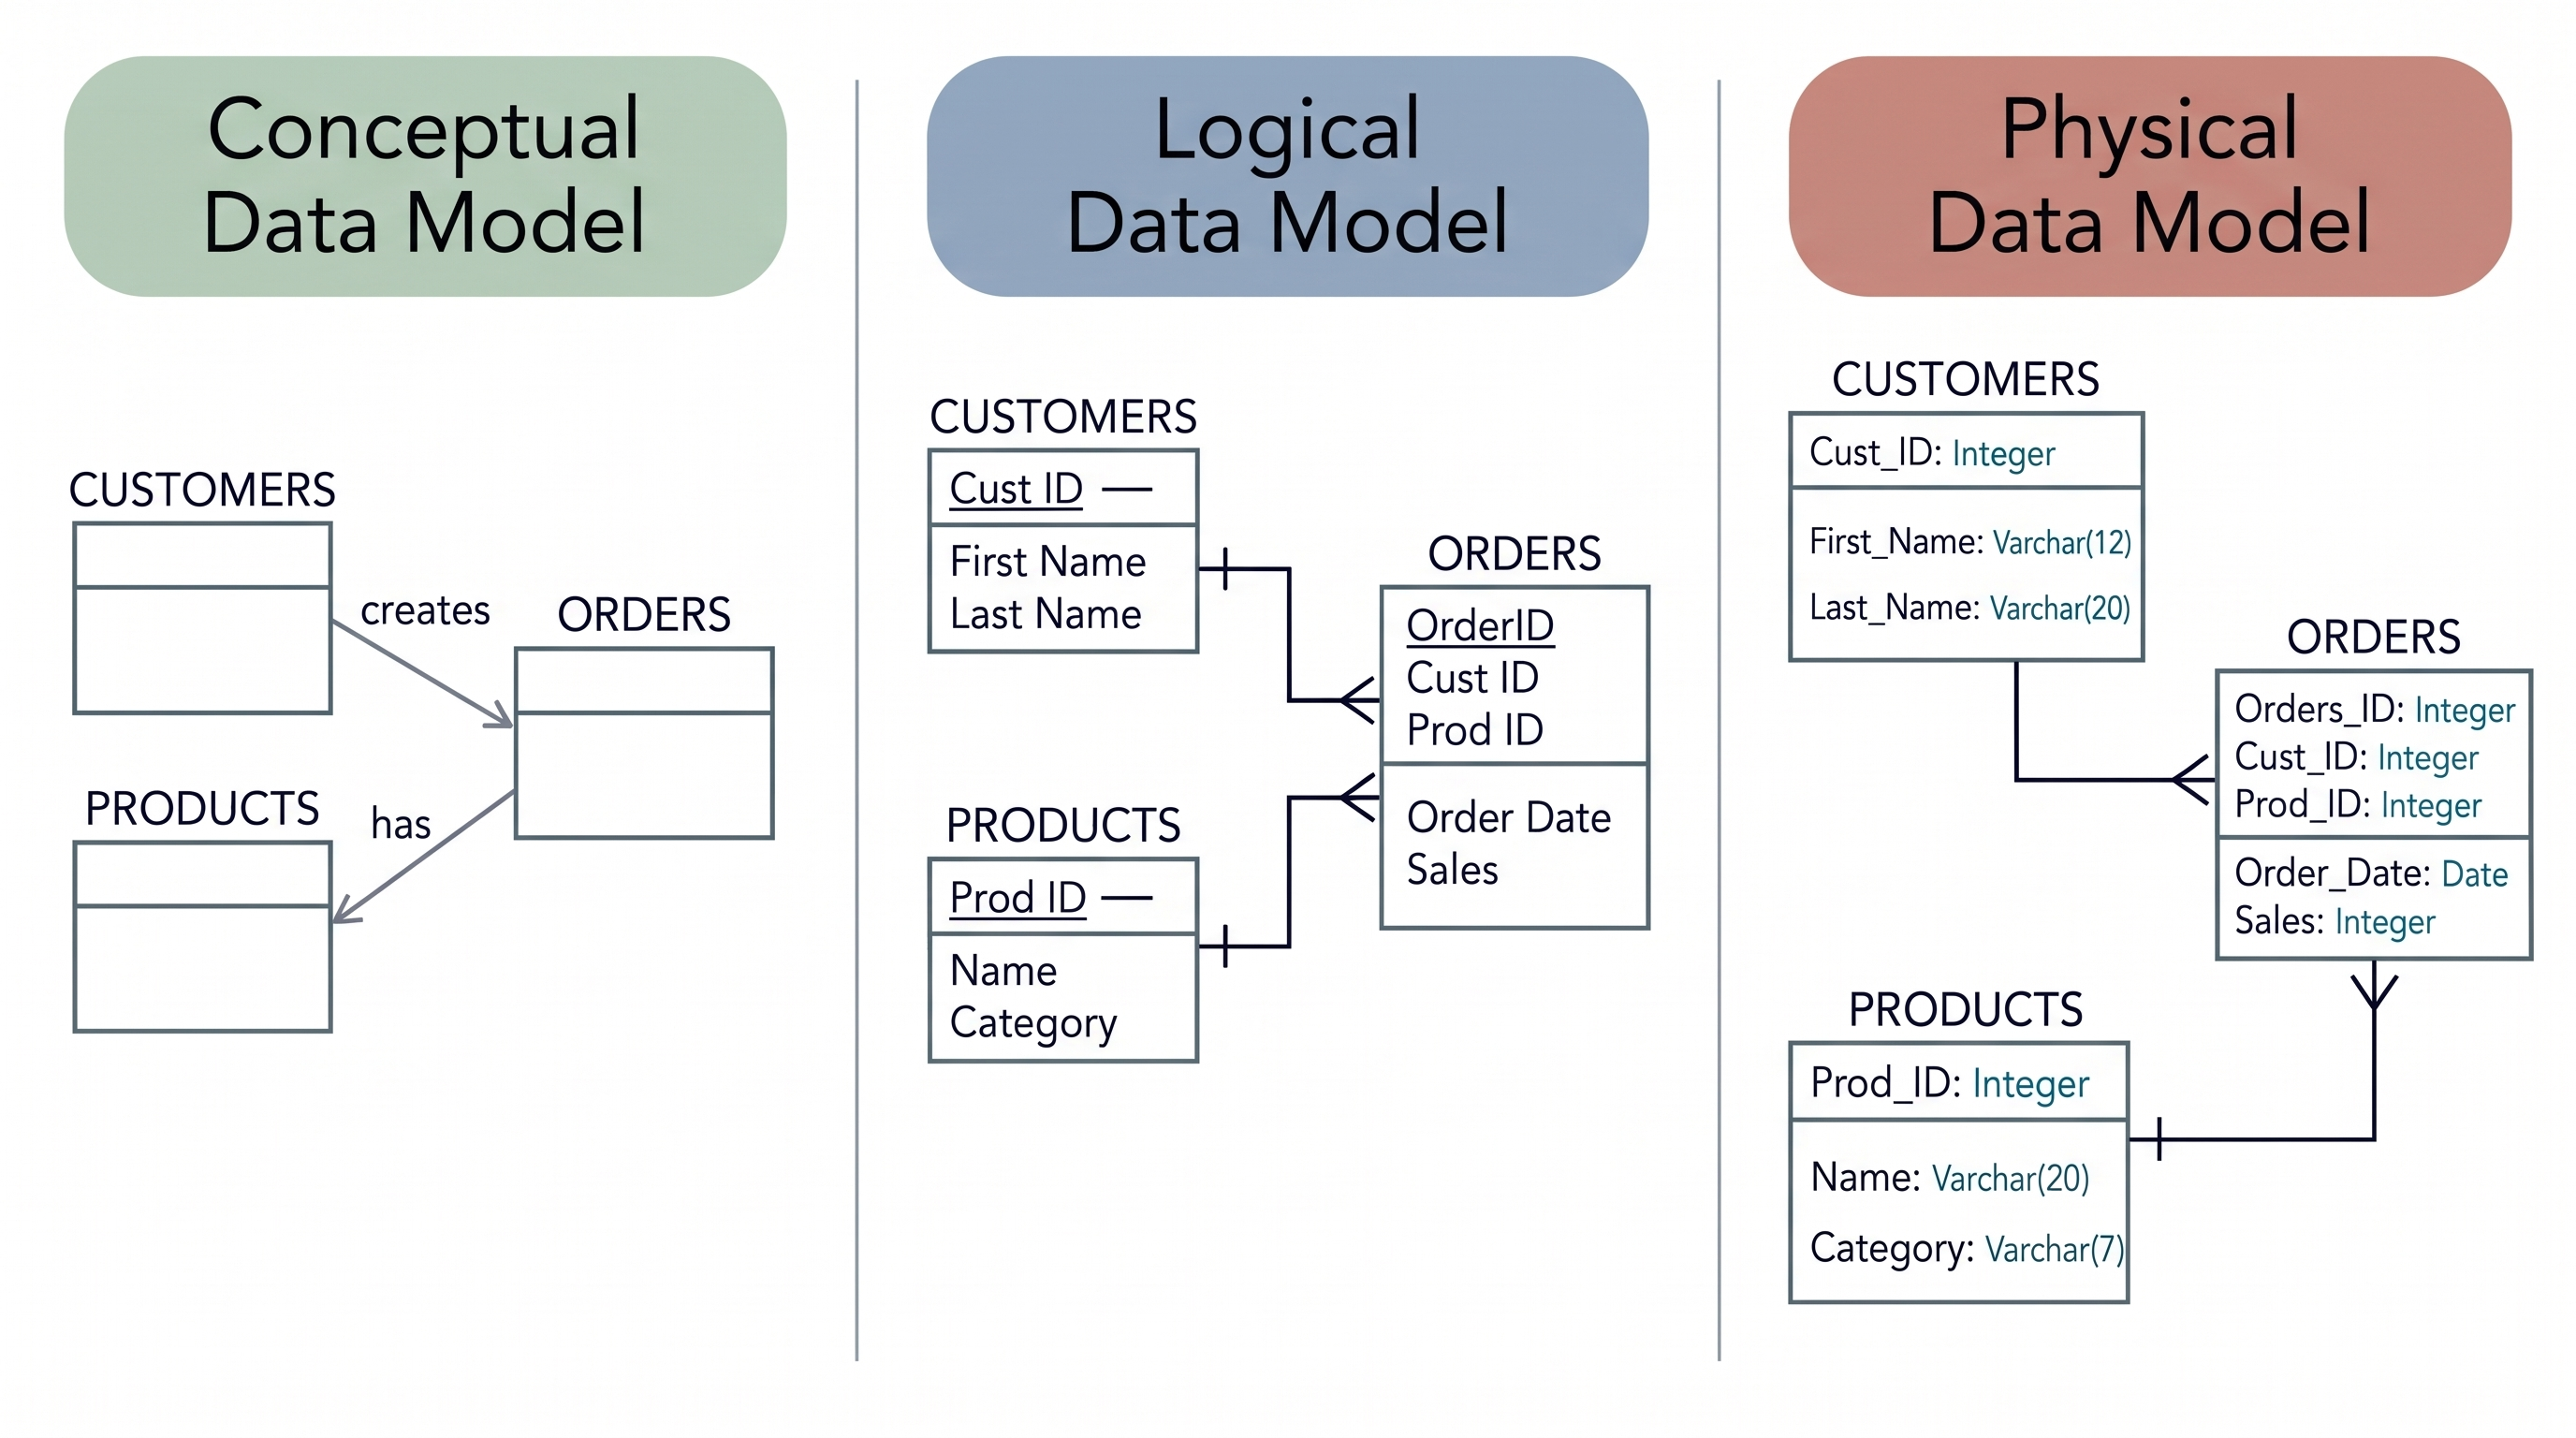 Conceptual
Data Model
CUSTOMERS
creates
ORDERS
PRODUCTS
has
Logical
Data Model
CUSTOMERS
Cust ID —
First Name
Last Name
ORDERS
OrderID
Cust ID
Prod ID
Order Date
Sales
PRODUCTS
Prod ID —
Name
Category
Physical
Data Model
CUSTOMERS
Cust_ID: Integer
First_Name: Varchar(12)
Last_Name: Varchar(20)
ORDERS
Orders_ID: Integer
Cust_ID: Integer
Prod_ID: Integer
Order_Date: Date
Sales: Integer
PRODUCTS
Prod_ID: Integer
Name: Varchar(20)
Category: Varchar(7)